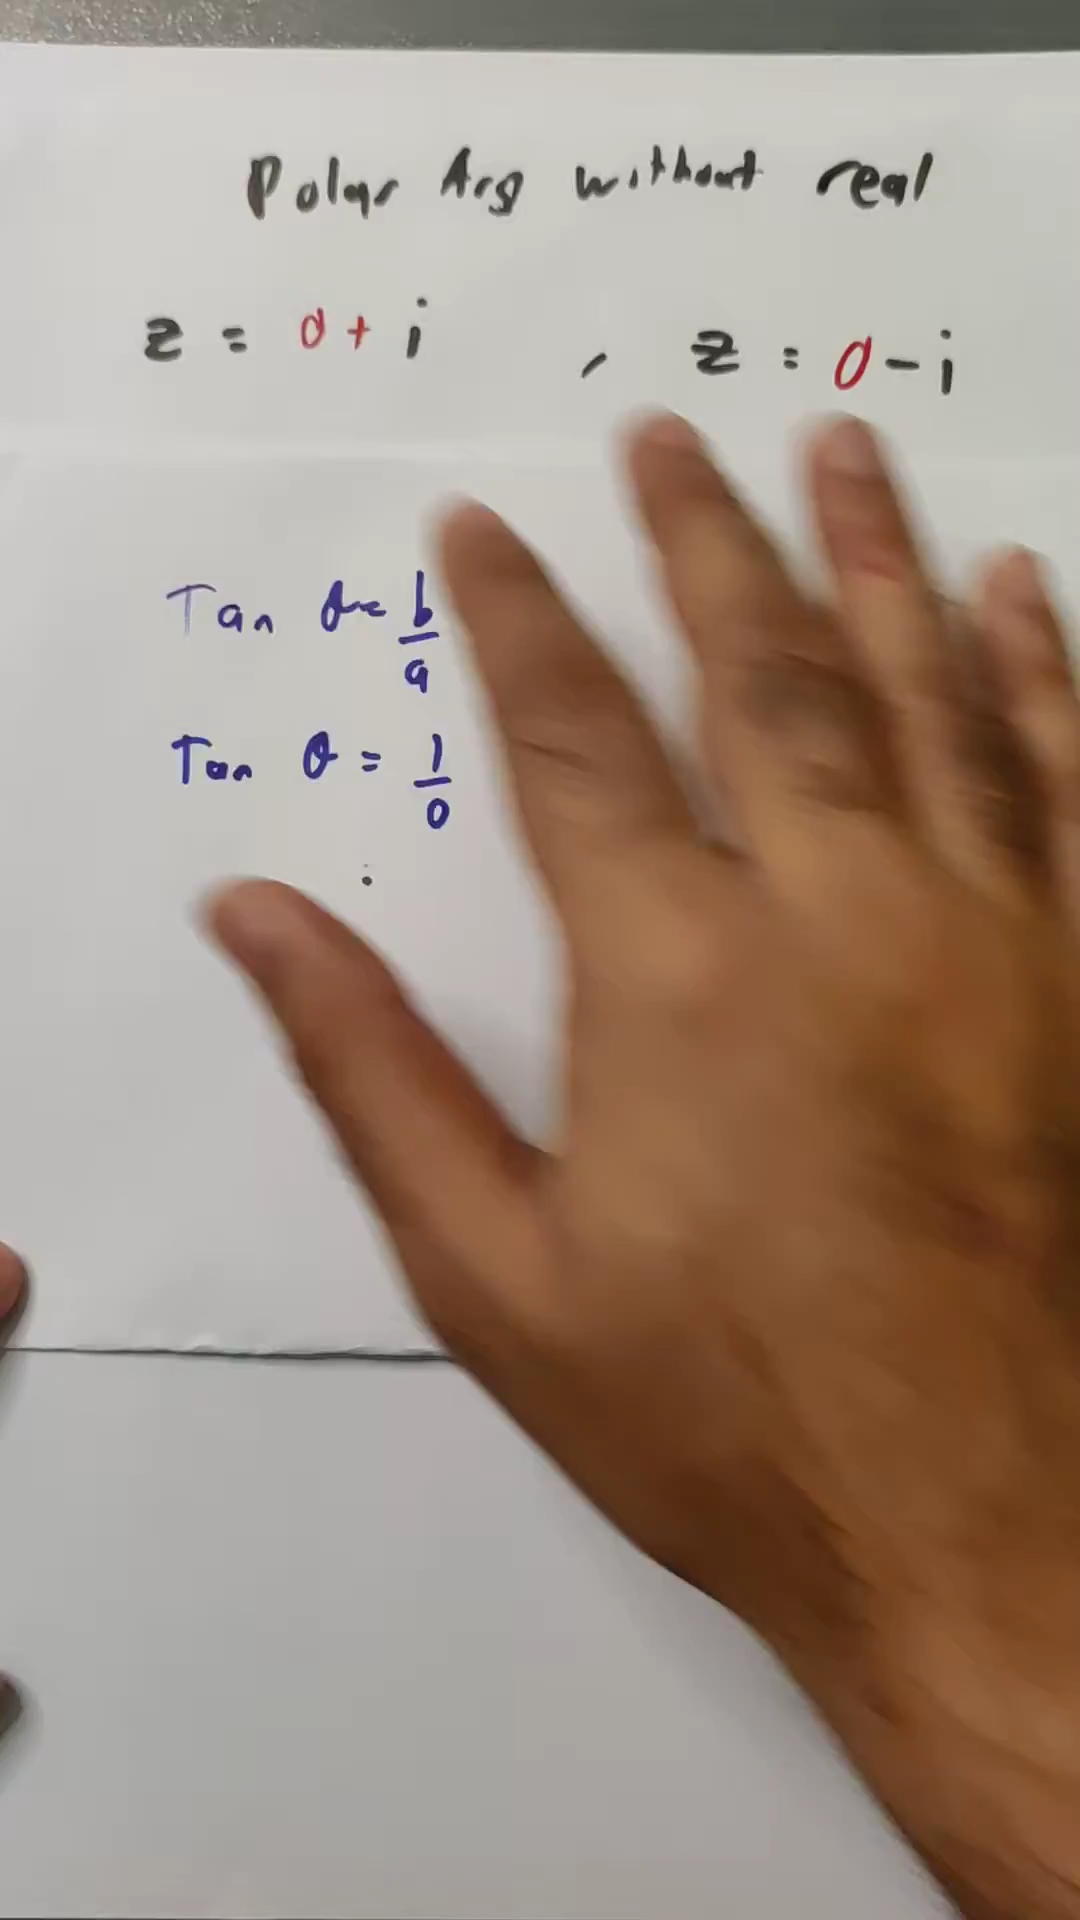 Polar Arg without real
z = 0 + i , z = 0 - i
Tan θ = b/a
Tan θ = 1/0